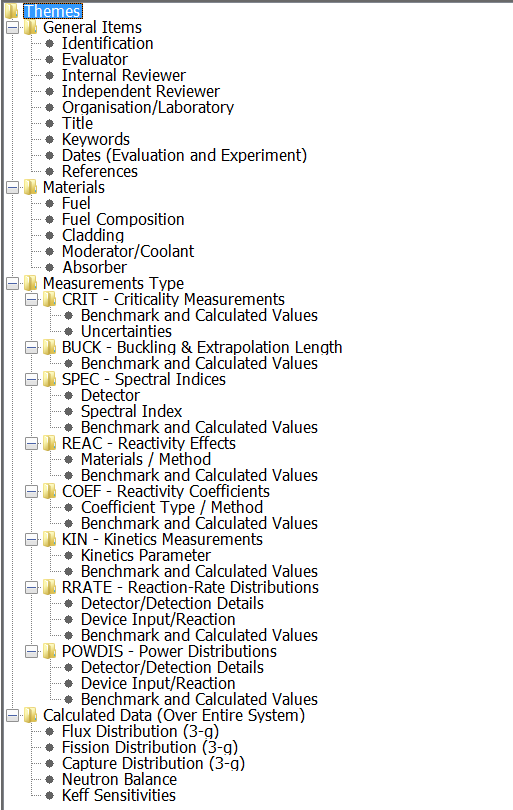 Themes
General Items
Identification
Evaluator
Internal Reviewer
Independent Reviewer
Organisation/Laboratory
Title
Keywords
Dates (Evaluation and Experiment)
References
Materials
Fuel
Fuel Composition
Cladding
Moderator/Coolant
Absorber
Measurements Type
CRIT - Criticality Measurements
Benchmark and Calculated Values
Uncertainties
BUCK - Buckling & Extrapolation Length
Benchmark and Calculated Values
SPEC - Spectral Indices
Detector
Spectral Index
Benchmark and Calculated Values
REAC - Reactivity Effects
Materials / Method
Benchmark and Calculated Values
COEF - Reactivity Coefficients
Coefficient Type / Method
Benchmark and Calculated Values
KIN - Kinetics Measurements
Kinetics Parameter
Benchmark and Calculated Values
RRATE - Reaction-Rate Distributions
Detector/Detection Details
Device Input/Reaction
Benchmark and Calculated Values
POWDIS - Power Distributions
Detector/Detection Details
Device Input/Reaction
Benchmark and Calculated Values
Calculated Data (Over Entire System)
Flux Distribution (3-g)
Fission Distribution (3-g)
Capture Distribution (3-g)
Neutron Balance
Keff Sensitivities